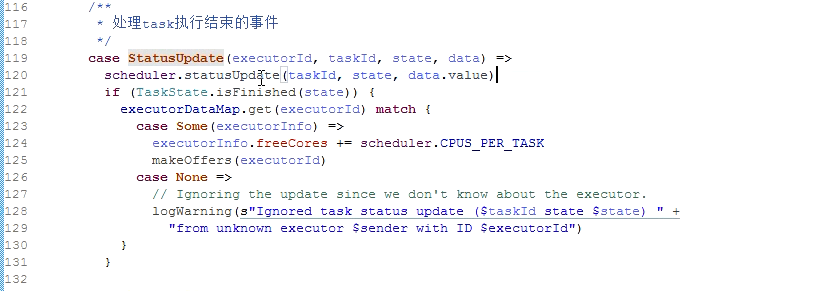 116 /**
117 * 处理task执行结束的事件
118 */
119 case StatusUpdate(executorId, taskId, state, data) =>
120 scheduler.statusUpdate(taskId, state, data.value)
121 if (TaskState.isFinished(state)) {
122 executorDataMap.get(executorId) match {
123 case Some(executorInfo) =>
124 executorInfo.freeCores += scheduler.CPUS_PER_TASK
125 makeOffers(executorId)
126 case None =>
127 // Ignoring the update since we don't know about the executor.
128 logWarning(s"Ignored task status update ($taskId state $state) " +
129 "from unknown executor $sender with ID $executorId")
130 }
131 }
132